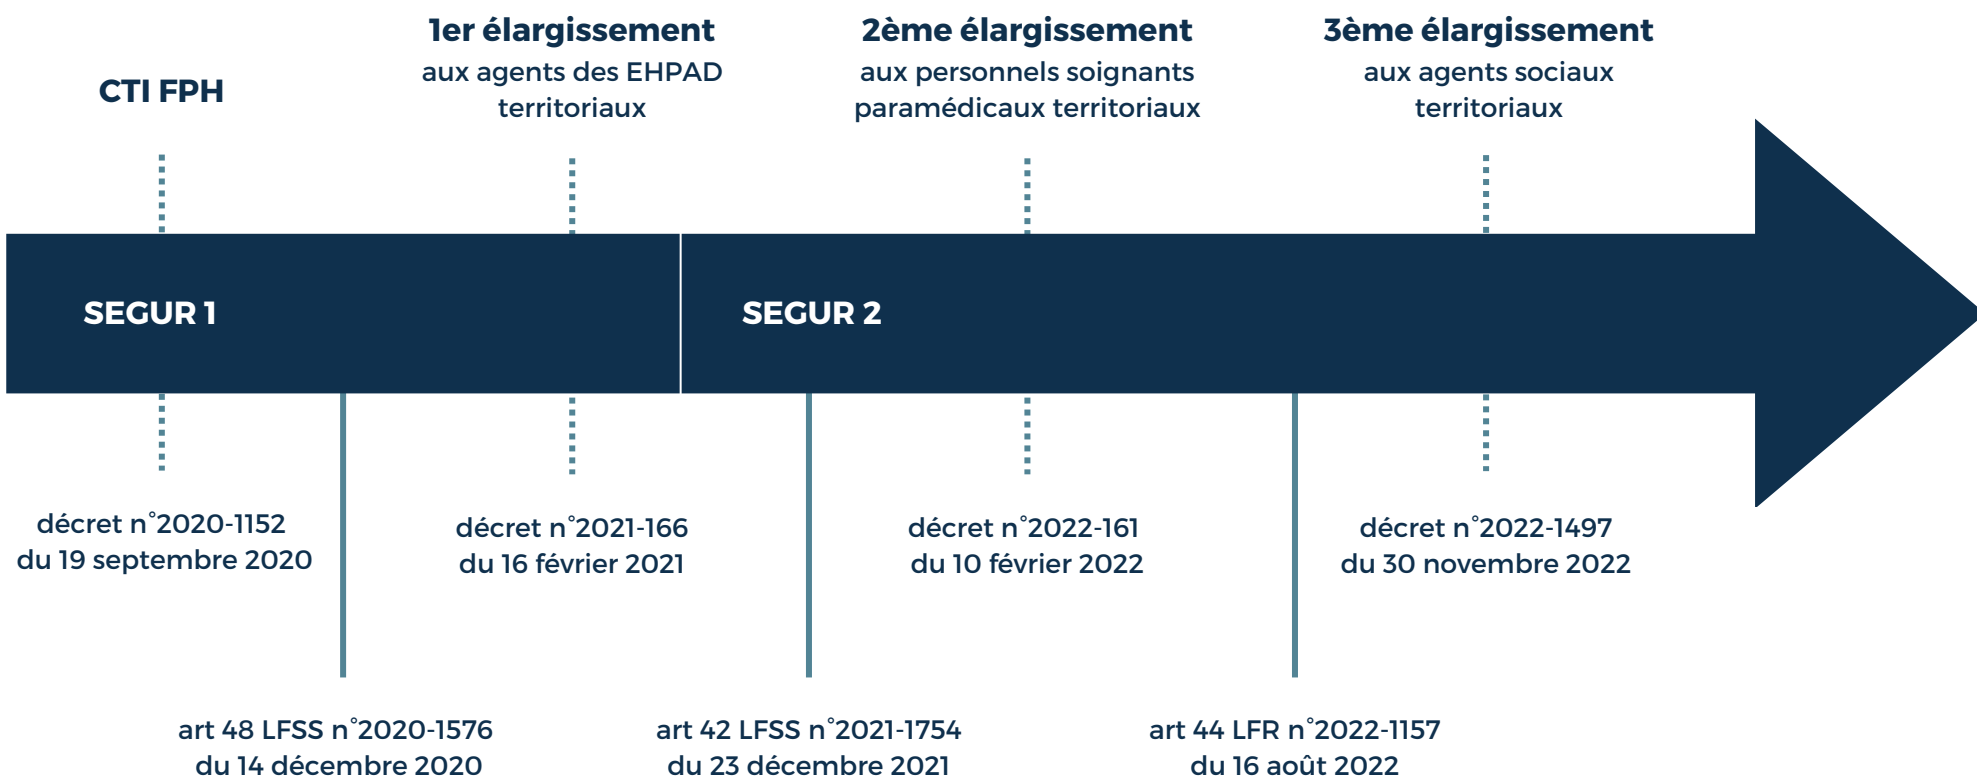 CTI FPH
1er élargissement
aux agents des EHPAD
territoriaux
2ème élargissement
aux personnels soignants
paramédicaux territoriaux
3ème élargissement
aux agents sociaux
territoriaux
SEGUR 1
SEGUR 2
décret n°2020-1152
du 19 septembre 2020
décret n°2021-166
du 16 février 2021
décret n°2022-161
du 10 février 2022
décret n°2022-1497
du 30 novembre 2022
art 48 LFSS n°2020-1576
du 14 décembre 2020
art 42 LFSS n°2021-1754
du 23 décembre 2021
art 44 LFR n°2022-1157
du 16 août 2022